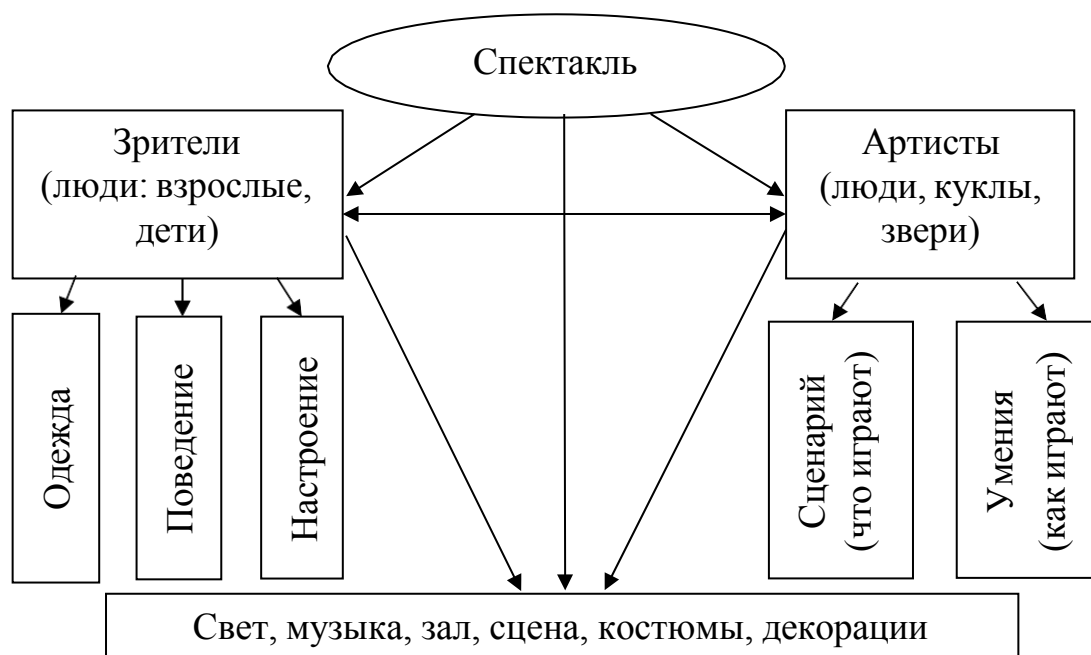 Спектакль
Зрители
(люди: взрослые,
дети)
Артисты
(люди, куклы,
звери)
Одежда
Поведение
Настроение
Сценарий
(что играют)
Умения
(как играют)
Свет, музыка, зал, сцена, костюмы, декорации